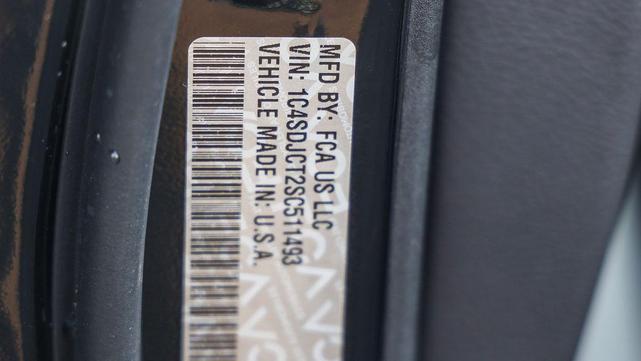 MFD BY: FCA US LLC
VIN: 1C4SDJCT2SC511493
VEHICLE MADE IN: U.S.A.